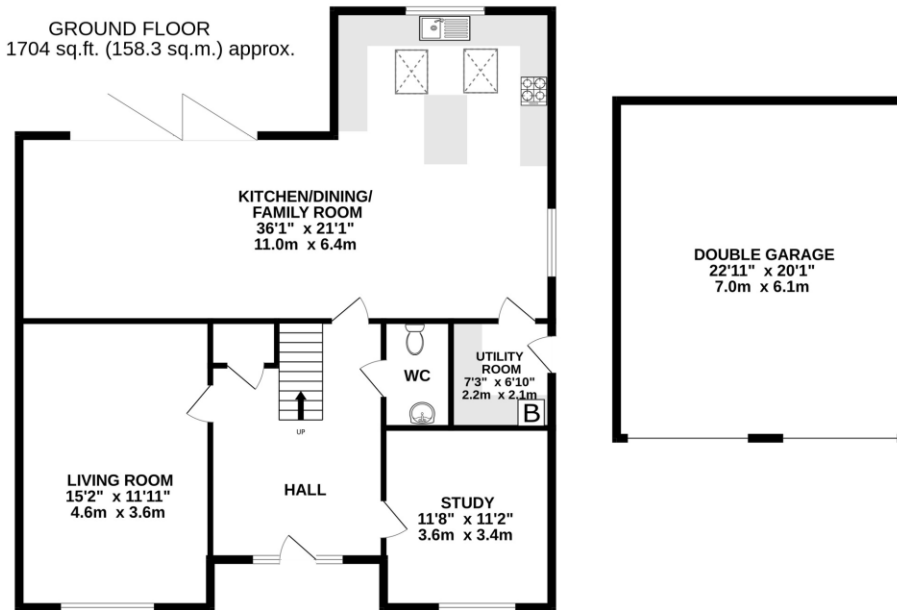 GROUND FLOOR
1704 sq.ft. (158.3 sq.m.) approx.
KITCHEN/DINING/
FAMILY ROOM
36'1" x 21'1"
11.0m x 6.4m
DOUBLE GARAGE
22'11" x 20'1"
7.0m x 6.1m
UTILITY
ROOM
7'3" x 6'10"
2.2m x 2.1m
B
WC
UP
LIVING ROOM
15'2" x 11'11"
4.6m x 3.6m
HALL
STUDY
11'8" x 11'2"
3.6m x 3.4m